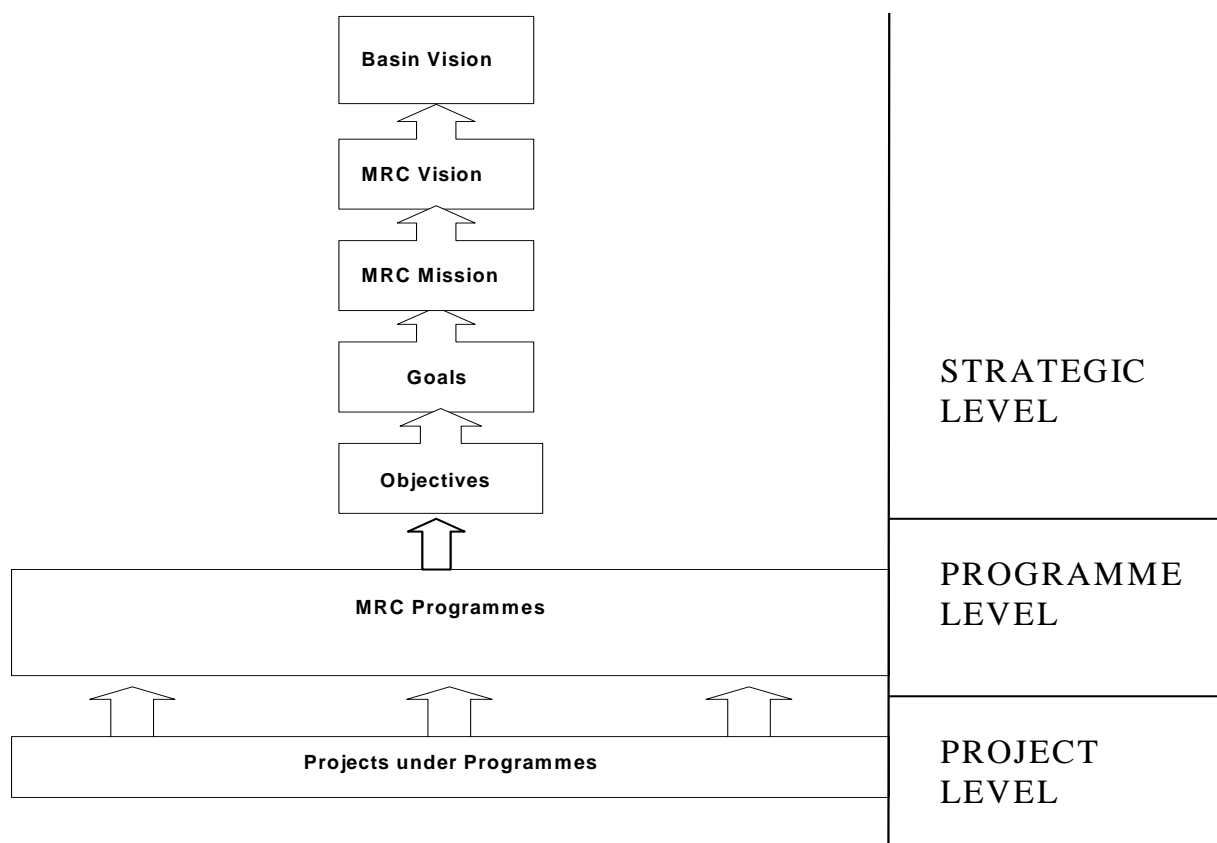 Basin Vision
MRC Vision
MRC Mission
Goals
Objectives
MRC Programmes
Projects under Programmes
STRATEGIC
LEVEL
PROGRAMME
LEVEL
PROJECT
LEVEL